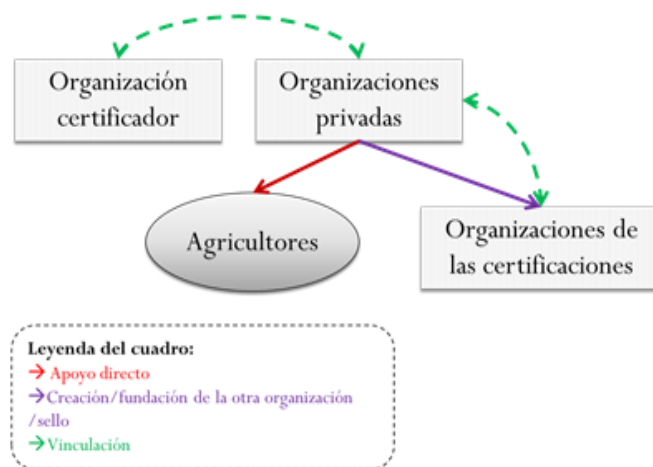 Organización
certificador
Organizaciones
privadas
Agricultores
Organizaciones de
las certificaciones
Leyenda del cuadro:
→ Apoyo directo
→Creación/fundación de la otra organización
/sello
→Vinculación